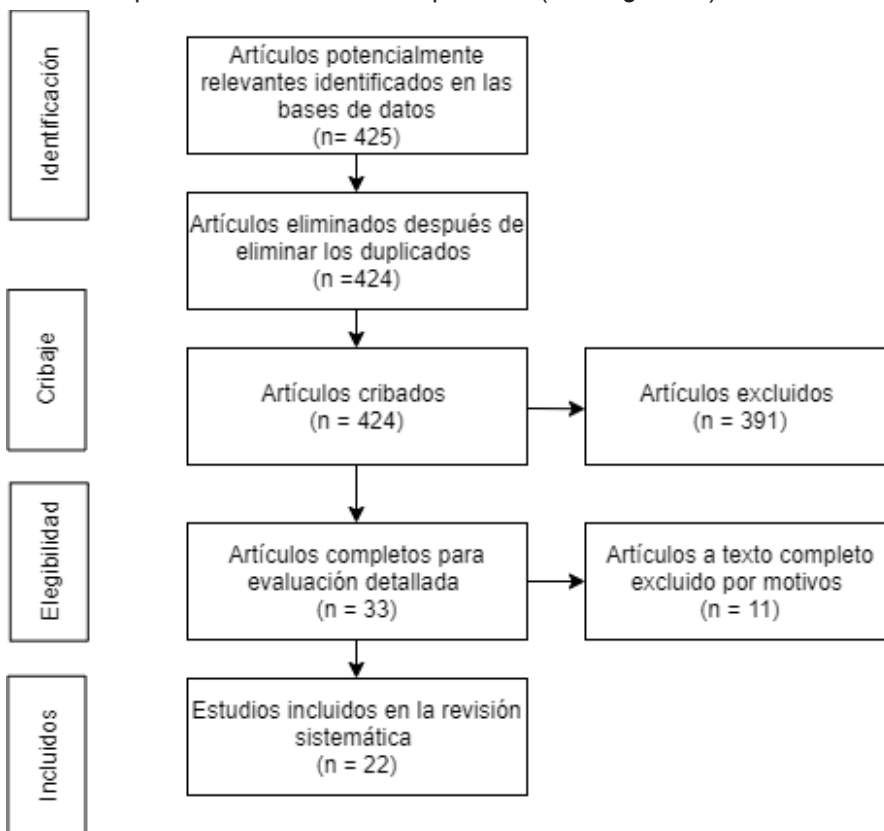 Identificación
Artículos potencialmente
relevantes identificados en las
bases de datos
(n= 425)
Artículos eliminados después de
eliminar los duplicados
(n =424)
Cribaje
Artículos cribados
(n = 424)
Artículos excluidos
(n = 391)
Elegibilidad
Artículos completos para
evaluación detallada
(n = 33)
Artículos a texto completo
excluido por motivos
(n = 11)
Incluidos
Estudios incluidos en la revisión
sistemática
(n = 22)